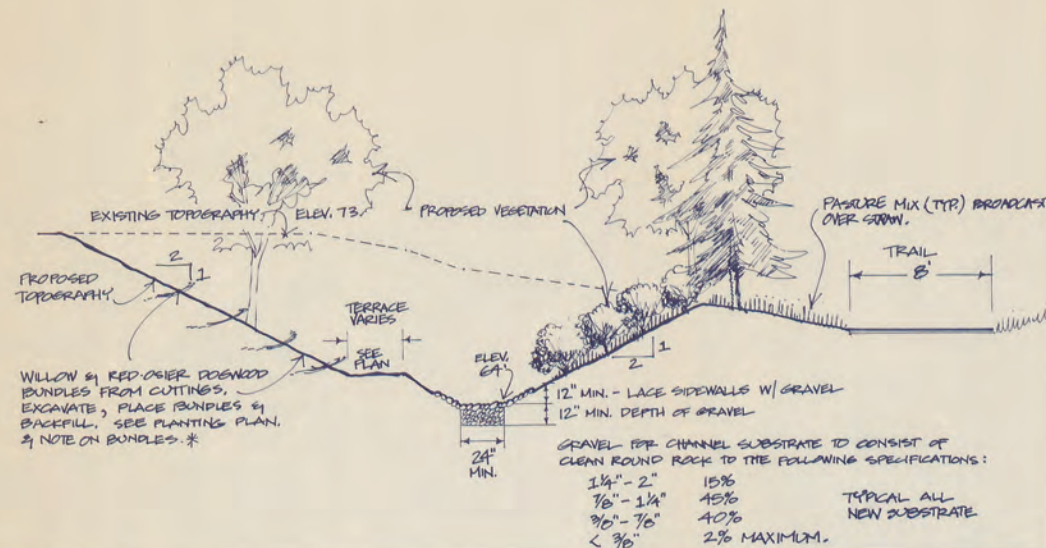 EXISTING TOPOGRAPHY.
ELEV. 73.
PROPOSED VEGETATION
PASTURE MIX (TYP.) BROADCAST
OVER STRAW.
TRAIL
8'
2
1
PROPOSED
TOPOGRAPHY.
TERRACE
VARIES
SEE
PLAN
ELEV.
64'
1
2
WILLOW & RED-OSIER DOGWOOD
BUNDLES FROM CUTTINGS.
EXCAVATE, PLACE BUNDLES &
BACKFILL. SEE PLANTING PLAN.
& NOTE ON BUNDLES. *
12" MIN. - LACE SIDEWALLS W/ GRAVEL
12" MIN. DEPTH OF GRAVEL
24"
MIN.
GRAVEL FOR CHANNEL SUBSTRATE TO CONSIST OF
CLEAN ROUND ROCK TO THE FOLLOWING SPECIFICATIONS:
1 1/4" - 2" 15%
7/8" - 1 1/4" 45%
3/8" - 7/8" 40%
< 3/8" 2% MAXIMUM.
TYPICAL ALL
NEW SUBSTRATE